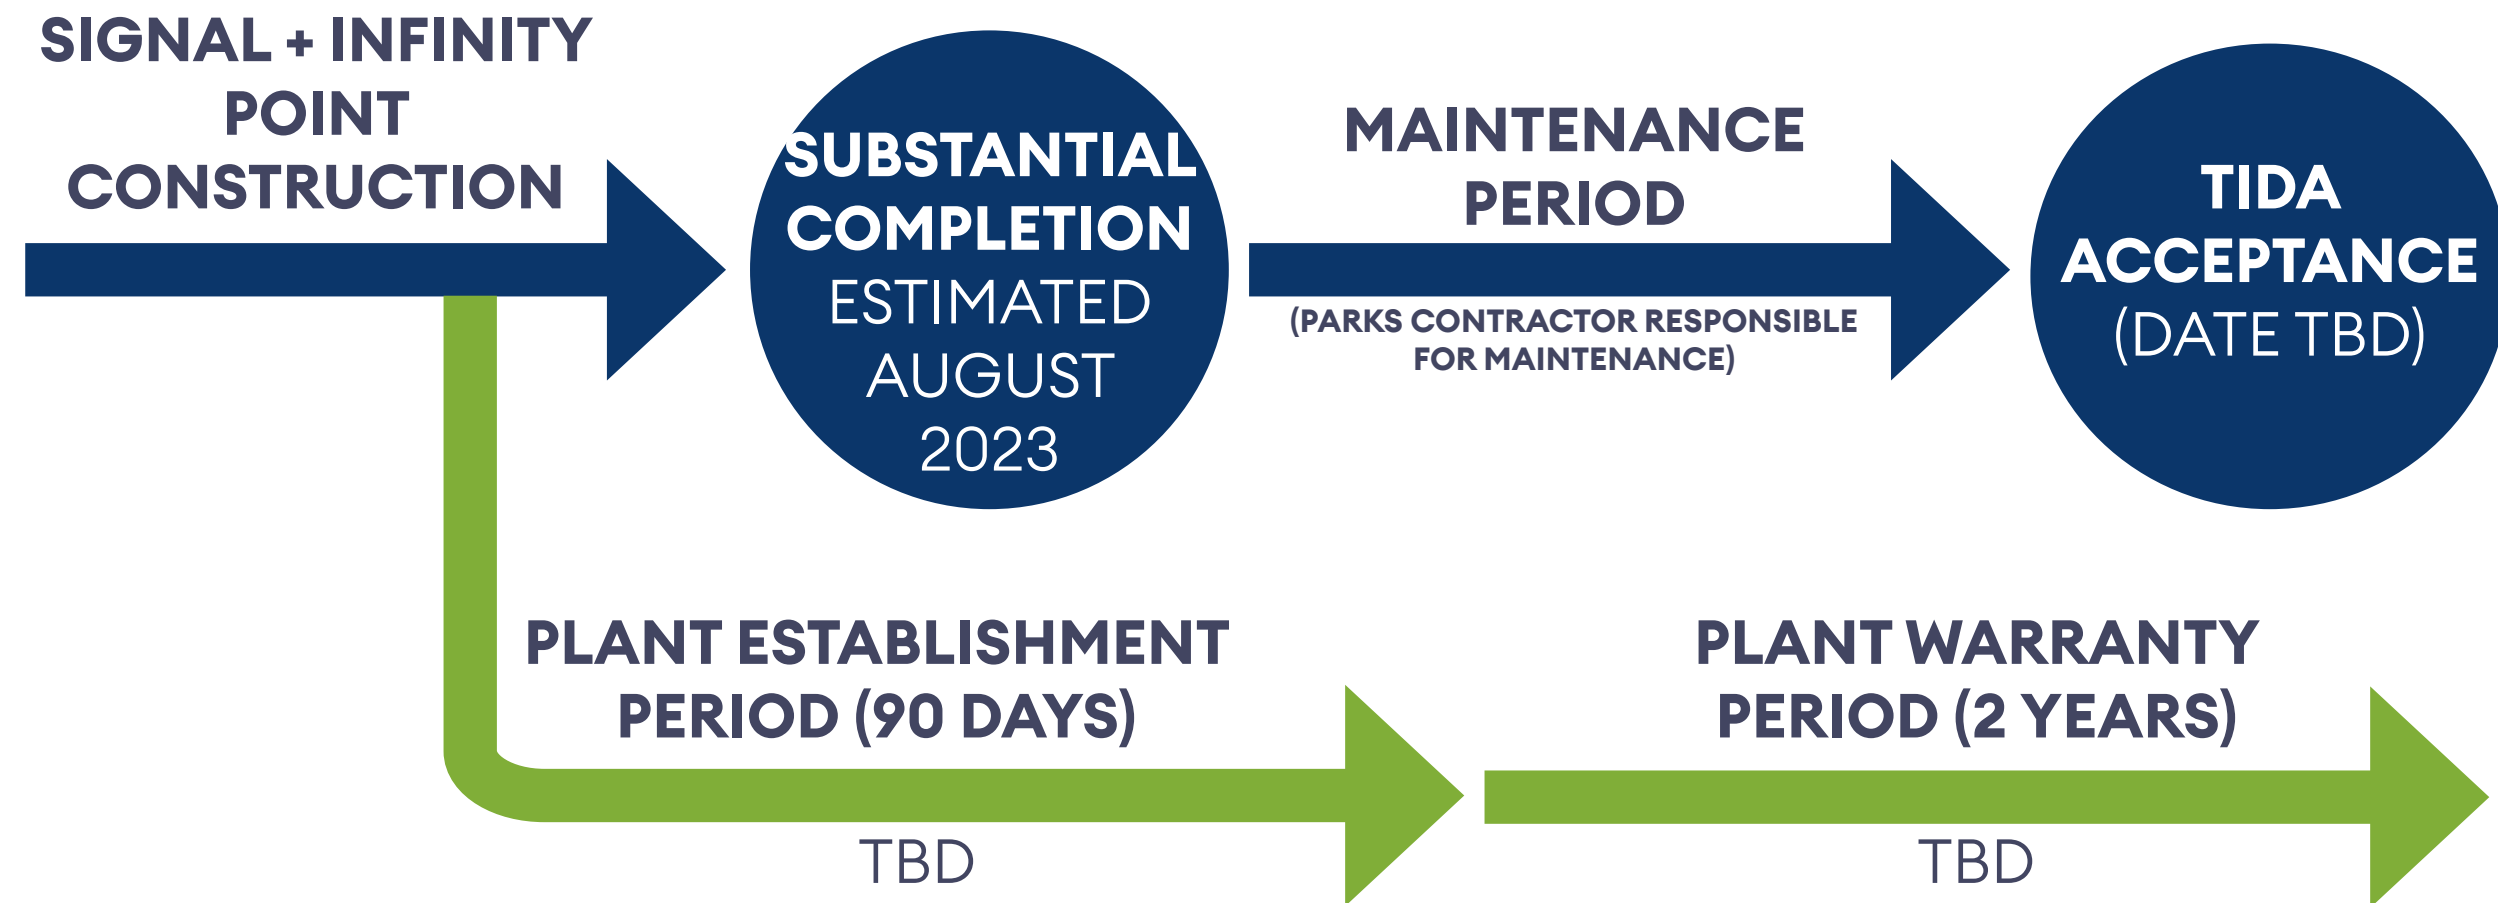 SIGNAL+ INFINITY
POINT
CONSTRUCTION
SUBSTANTIAL
COMPLETION
ESTIMATED
AUGUST
2023
MAINTENANCE
PERIOD
(PARKS CONTRACTOR RESPONSIBLE
FOR MAINTENANCE)
TIDA
ACCEPTANCE
(DATE TBD)
PLANT ESTABLISHMENT
PERIOD (90 DAYS)
TBD
PLANT WARRANTY
PERIOD (2 YEARS)
TBD